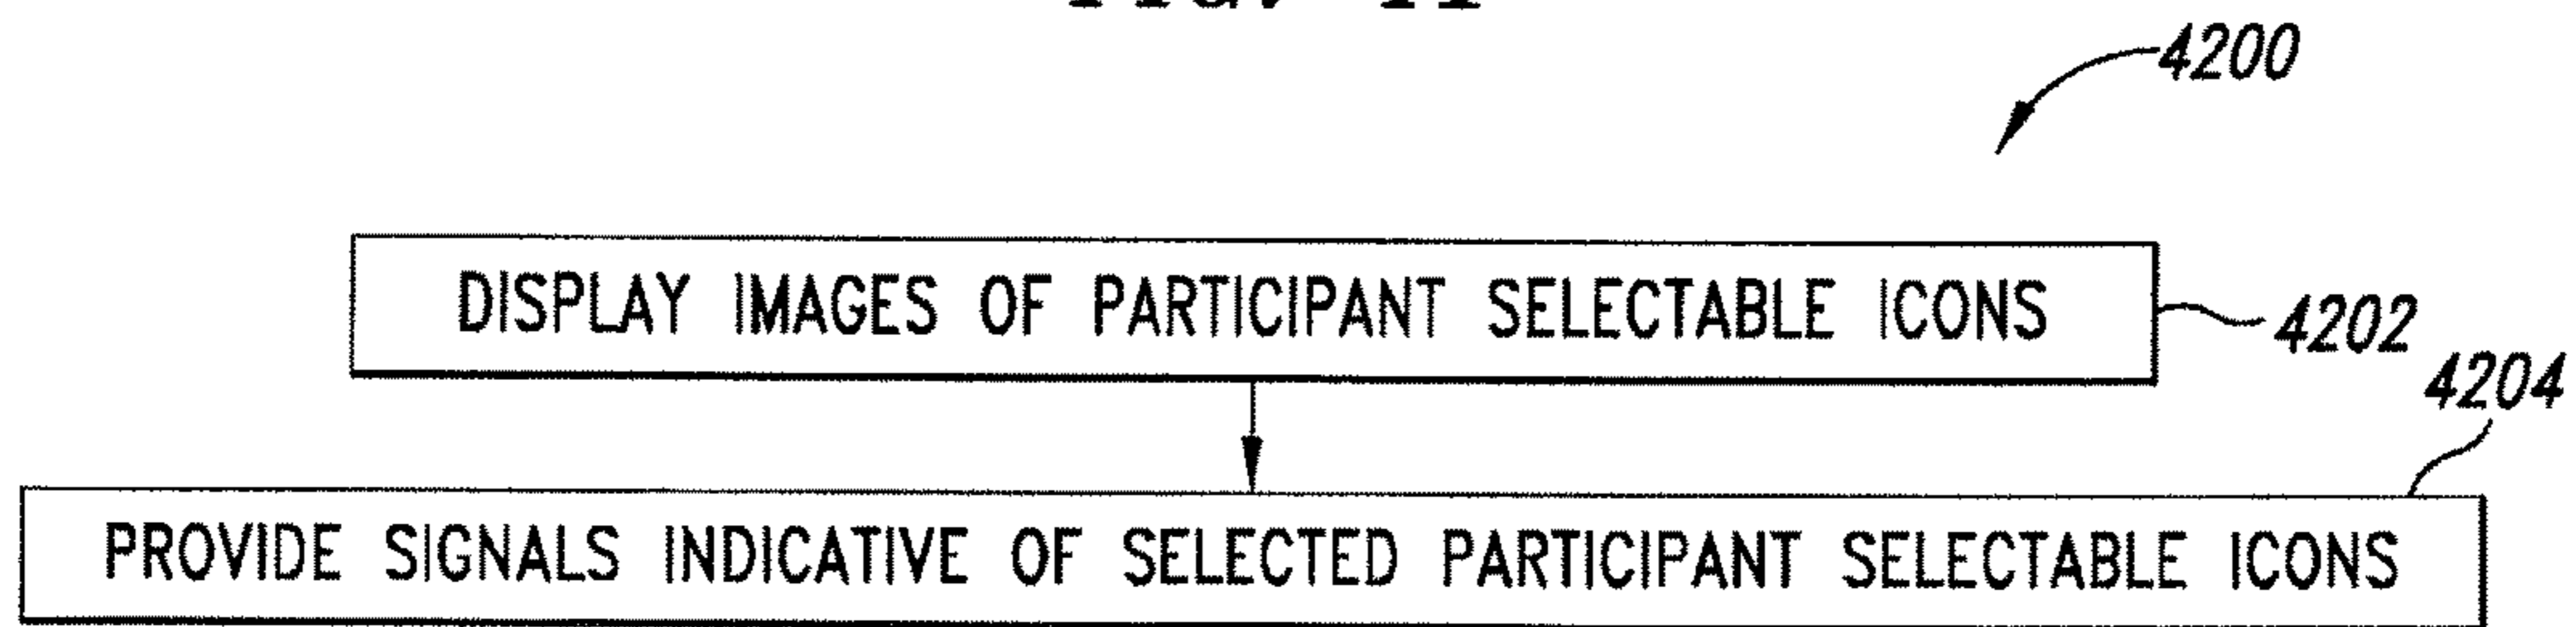 4200
DISPLAY IMAGES OF PARTICIPANT SELECTABLE ICONS
4202
4204
PROVIDE SIGNALS INDICATIVE OF SELECTED PARTICIPANT SELECTABLE ICONS